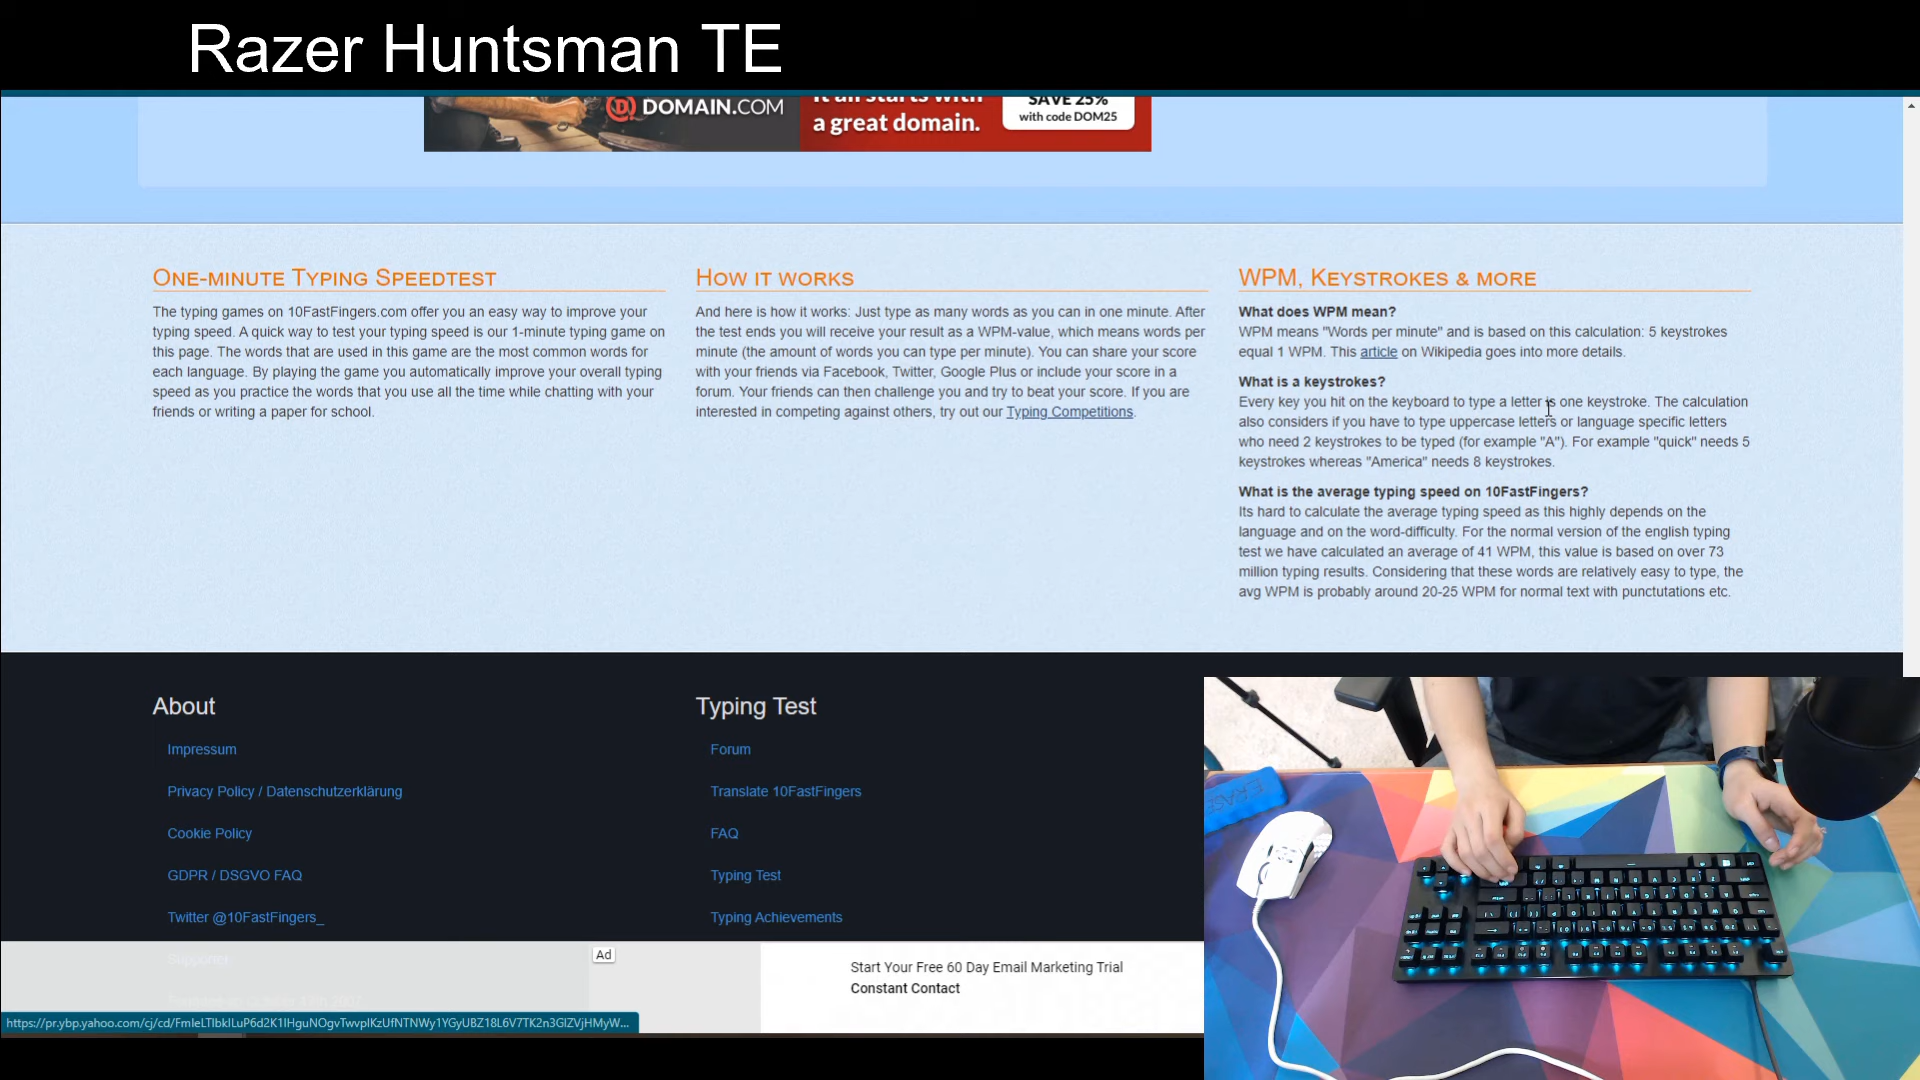 Razer Huntsman TE
DOMAIN.COM
it all starts with
a great domain.
SAVE 25%
with code DOM25
One-minute Typing Speedtest
The typing games on 10FastFingers.com offer you an easy way to improve your
typing speed. A quick way to test your typing speed is our 1-minute typing game on
this page. The words that are used in this game are the most common words for
each language. By playing the game you automatically improve your overall typing
speed as you practice the words that you use all the time while chatting with your
friends or writing a paper for school.
How it works
And here is how it works: Just type as many words as you can in one minute. After
the test ends you will receive your result as a WPM-value, which means words per
minute (the amount of words you can type per minute). You can share your score
with your friends via Facebook, Twitter, Google Plus or include your score in a
forum. Your friends can then challenge you and try to beat your score. If you are
interested in competing against others, try out our Typing Competitions.
WPM, Keystrokes & more
What does WPM mean?
WPM means "Words per minute" and is based on this calculation: 5 keystrokes
equal 1 WPM. This article on Wikipedia goes into more details.
What is a keystrokes?
Every key you hit on the keyboard to type a letter is one keystroke. The calculation
also considers if you have to type uppercase letters or language specific letters
who need 2 keystrokes to be typed (for example "A"). For example "quick" needs 5
keystrokes whereas "America" needs 8 keystrokes.
What is the average typing speed on 10FastFingers?
Its hard to calculate the average typing speed as this highly depends on the
language and on the word-difficulty. For the normal version of the english typing
test we have calculated an average of 41 WPM, this value is based on over 73
million typing results. Considering that these words are relatively easy to type, the
avg WPM is probably around 20-25 WPM for normal text with punctutations etc.
About
Impressum
Privacy Policy / Datenschutzerklärung
Cookie Policy
GDPR / DSGVO FAQ
Twitter @10FastFingers_
Typing Test
Forum
Translate 10FastFingers
FAQ
Typing Test
Typing Achievements
Ad
Start Your Free 60 Day Email Marketing Trial
Constant Contact
ERASE